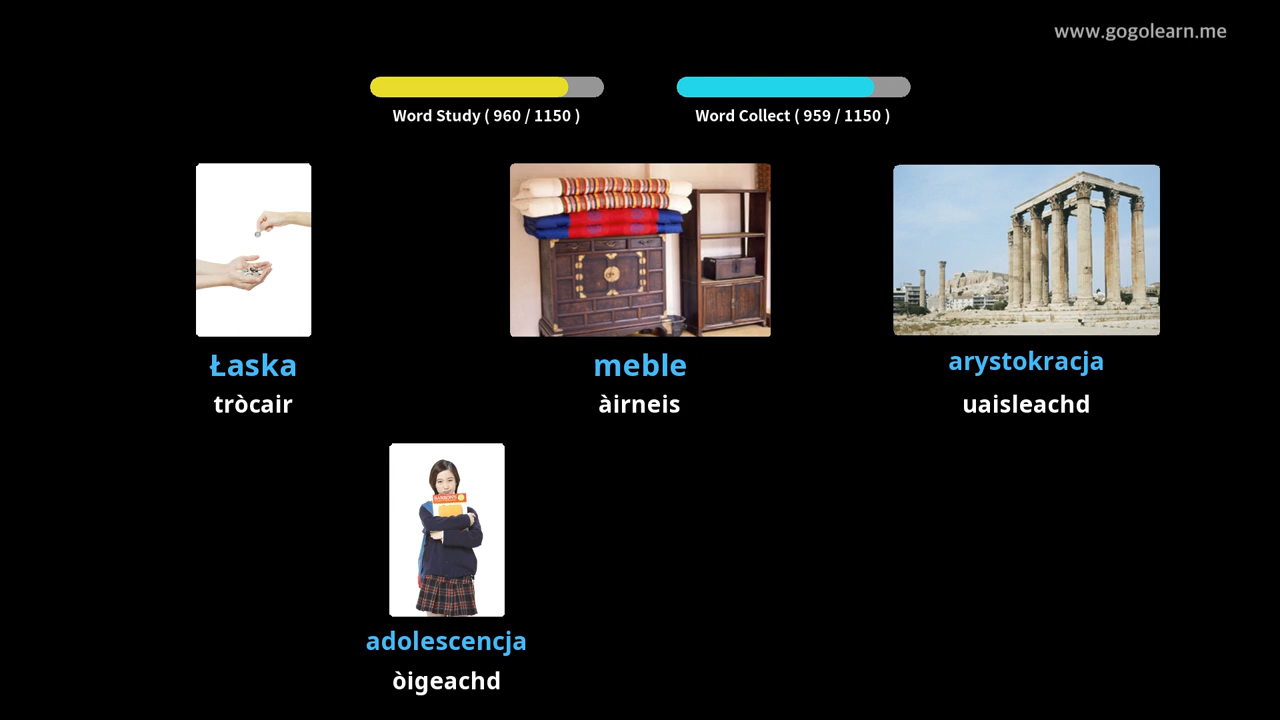 www.gogolearn.me
Word Study ( 960 / 1150 )
Word Collect ( 959 / 1150 )
Łaska
meble
arystokracja
tròcair
àirneis
uaisleachd
adolescencja
òigeachd